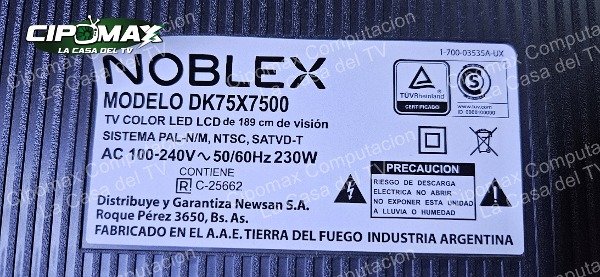 CIPOMAX
LA CASA DEL TV
1-700-03535A-UX
NOBLEX
MODELO DK75X7500
TV COLOR LED LCD de 189 cm de visión
SISTEMA PAL-N/M, NTSC, SATVD-T
AC 100-240V ~ 50/60Hz 230W
CONTIENE
R C-25662
Distribuye y Garantiza Newsan S.A.
Roque Pérez 3650, Bs. As.
FABRICADO EN EL A.A.E. TIERRA DEL FUEGO INDUSTRIA ARGENTINA
TÜVRheinland
CERTIFICADO
S
PRECAUCION
RIESGO DE DESCARGA
ELECTRICA NO ABRIR
NO EXPONER ESTA UNIDAD
A LLUVIA O HUMEDAD
Cipomax Computacion
La Casa del TV